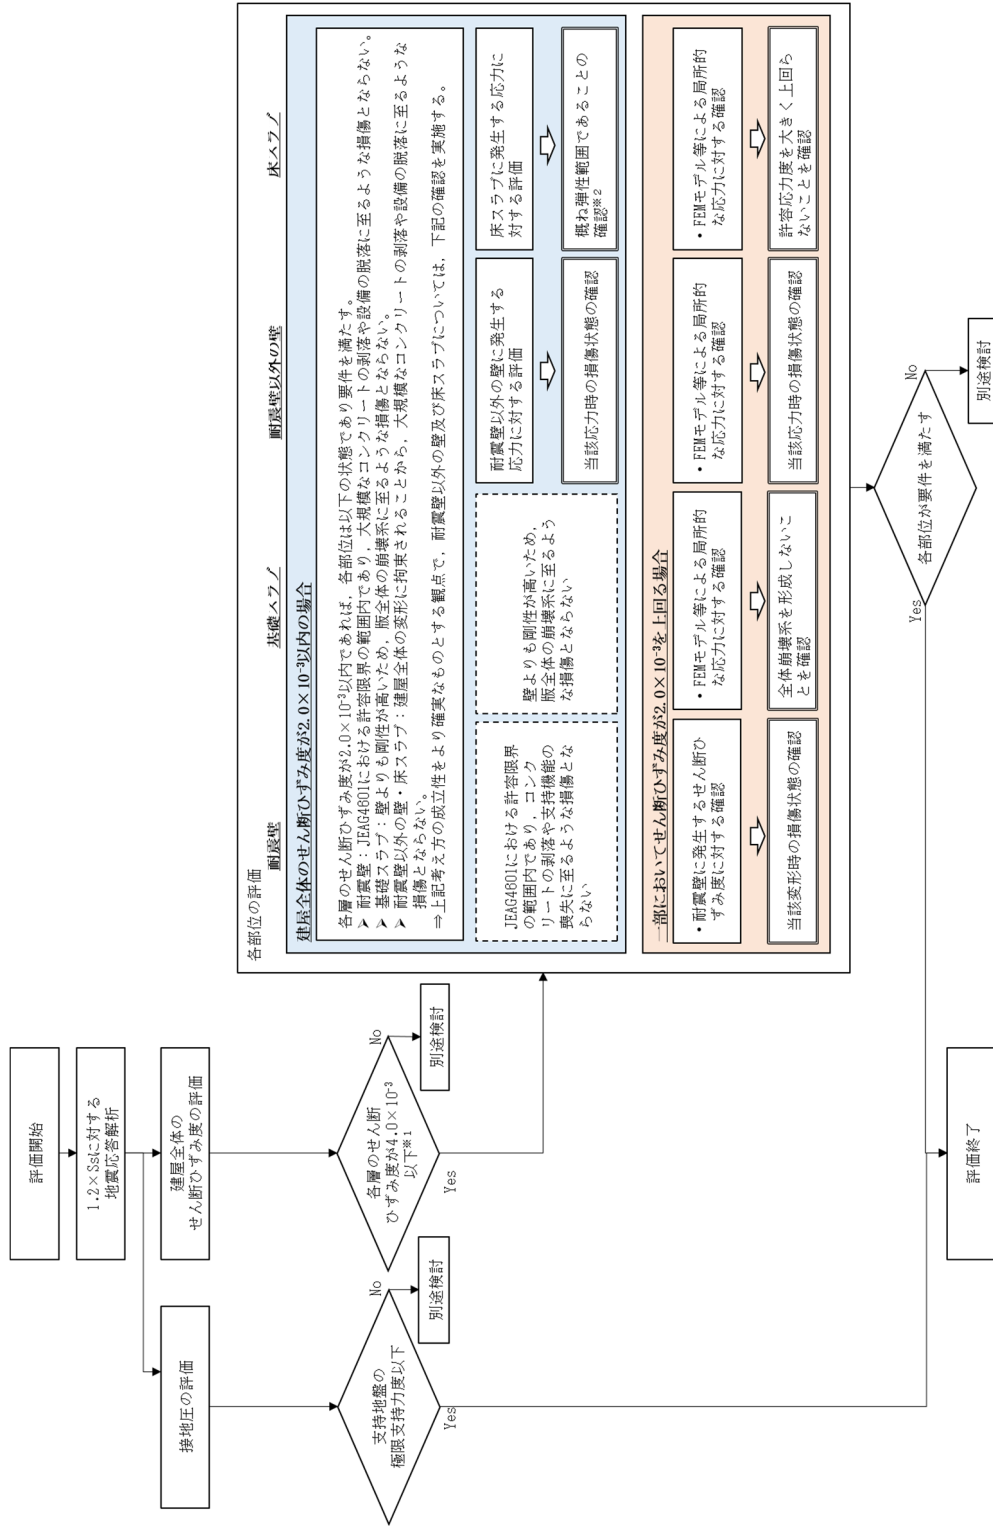 評価開始
1.2×Ssに対する
地震応答解析
接地圧の評価
建屋全体の
せん断ひずみ度の評価
支持地盤の
極限支持力度以下
No
別途検討
Yes
各層のせん断
ひずみ度が4.0×10⁻³
以下※1
No
別途検討
Yes
各部位の評価
耐震壁
基礎スラブ
耐震壁以外の壁
床スラブ
建屋全体のせん断ひずみ度が2.0×10⁻³以内の場合
各層のせん断ひずみ度が2.0×10⁻³以内であれば，各部位は以下の状態であり要件を満たす。
➢ 耐震壁：JEAG4601における許容限界の範囲内であり，大規模なコンクリートの剥落や設備の脱落に至るような損傷とならない。
➢ 基礎スラブ：壁よりも剛性が高いため，版全体の崩壊系に至るような損傷とならない。
➢ 耐震壁以外の壁・床スラブ：建屋全体の変形に拘束されることから，大規模なコンクリートの剥落や設備の脱落に至るような
損傷とならない。
⇒上記考え方の成立性をより確実なものとする観点で，耐震壁以外の壁及び床スラブについては，下記の確認を実施する。
JEAG4601における許容限界
の範囲内であり，コンク
リートの剥落や支持機能の
喪失に至るような損傷とな
らない
壁よりも剛性が高いため，
版全体の崩壊系に至るよう
な損傷とならない
耐震壁以外の壁に発生する
応力に対する評価
当該応力時の損傷状態の確認
床スラブに発生する応力に
対する評価
概ね弾性範囲であることの
確認※2
一部においてせん断ひずみ度が2.0×10⁻³を上回る場合
・耐震壁に発生するせん断ひ
ずみ度に対する確認
当該変形時の損傷状態の確認
・FEMモデル等による局所的
な応力に対する確認
全体崩壊系を形成しないこ
とを確認
・FEMモデル等による局所的
な応力に対する確認
当該応力時の損傷状態の確認
・FEMモデル等による局所的
な応力に対する確認
許容応力度を大きく上回ら
ないことを確認
各部位が要件を満たす
Yes
No
別途検討
評価終了